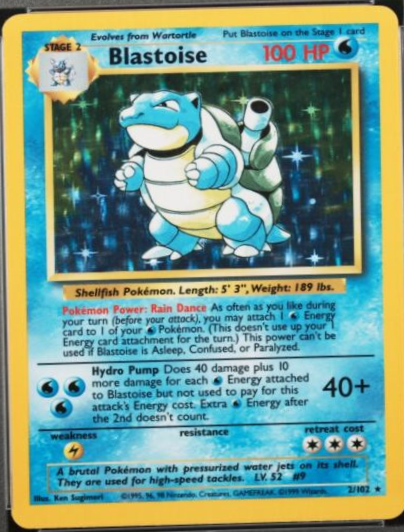 Evolves from Wartortle Put Blastoise on the Stage 1 card
STAGE 2 Blastoise 100 HP
Shellfish Pokémon. Length: 5' 3", Weight: 189 lbs.
Pokémon Power: Rain Dance As often as you like during
your turn (before your attack), you may attach 1 Energy
card to 1 of your Pokémon. (This doesn't use up your 1
Energy card attachment for the turn.) This power can't be
used if Blastoise is Asleep, Confused, or Paralyzed.
Hydro Pump Does 40 damage plus 10
more damage for each Energy attached
to Blastoise but not used to pay for this
attack's Energy cost. Extra Energy after
the 2nd doesn't count.
40+
weakness resistance retreat cost
A brutal Pokémon with pressurized water jets on its shell.
They are used for high-speed tackles. LV. 52 #9
Illus. Ken Sugimori ©1995, 96, 98 Nintendo, Creatures, GAMEFREAK. ©1999 Wizards. 2/102 ★